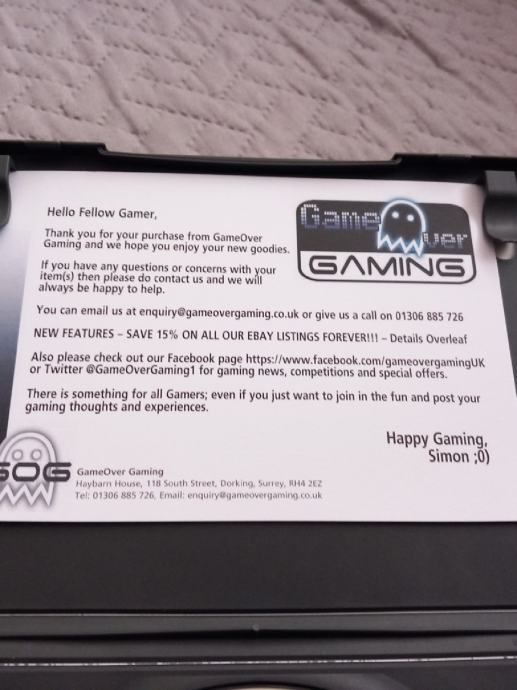 Hello Fellow Gamer,
Game Over
GAMING
Thank you for your purchase from GameOver
Gaming and we hope you enjoy your new goodies.
If you have any questions or concerns with your
item(s) then please do contact us and we will
always be happy to help.
You can email us at enquiry@gameovergaming.co.uk or give us a call on 01306 885 726
NEW FEATURES – SAVE 15% ON ALL OUR EBAY LISTINGS FOREVER!!! – Details Overleaf
Also please check out our Facebook page https://www.facebook.com/gameovergamingUK
or Twitter @GameOverGaming1 for gaming news, competitions and special offers.
There is something for all Gamers; even if you just want to join in the fun and post your
gaming thoughts and experiences.
Happy Gaming,
Simon ;0)
GOG
GameOver Gaming
Haybarn House, 118 South Street, Dorking, Surrey, RH4 2EZ
Tel: 01306 885 726, Email: enquiry@gameovergaming.co.uk